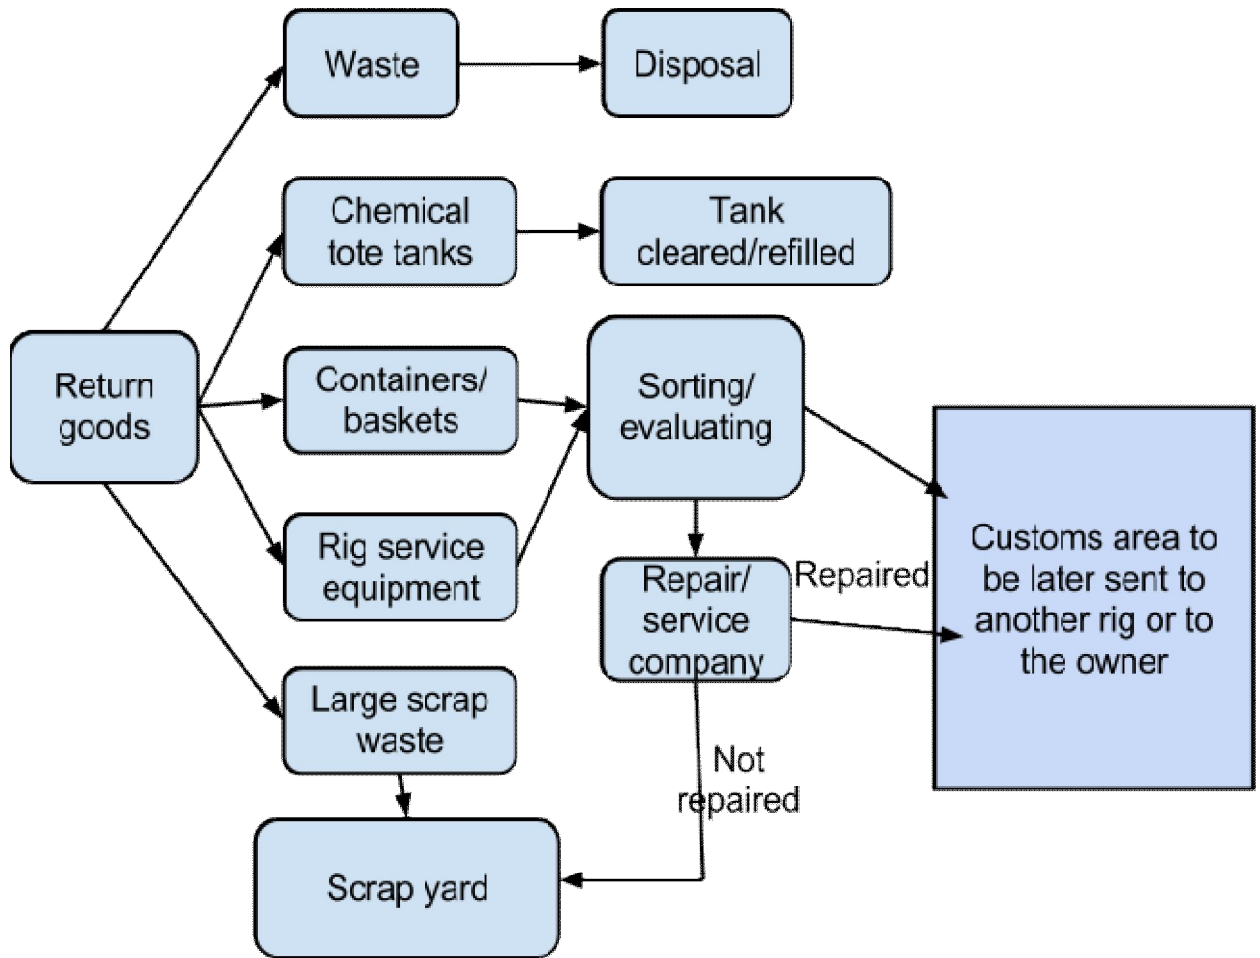 Waste
Disposal
Chemical
tote tanks
Tank
cleared/refilled
Return
goods
Containers/
baskets
Sorting/
evaluating
Rig service
equipment
Repair/
service
company
Repaired
Customs area to
be later sent to
another rig or to
the owner
Large scrap
waste
Not
repaired
Scrap yard